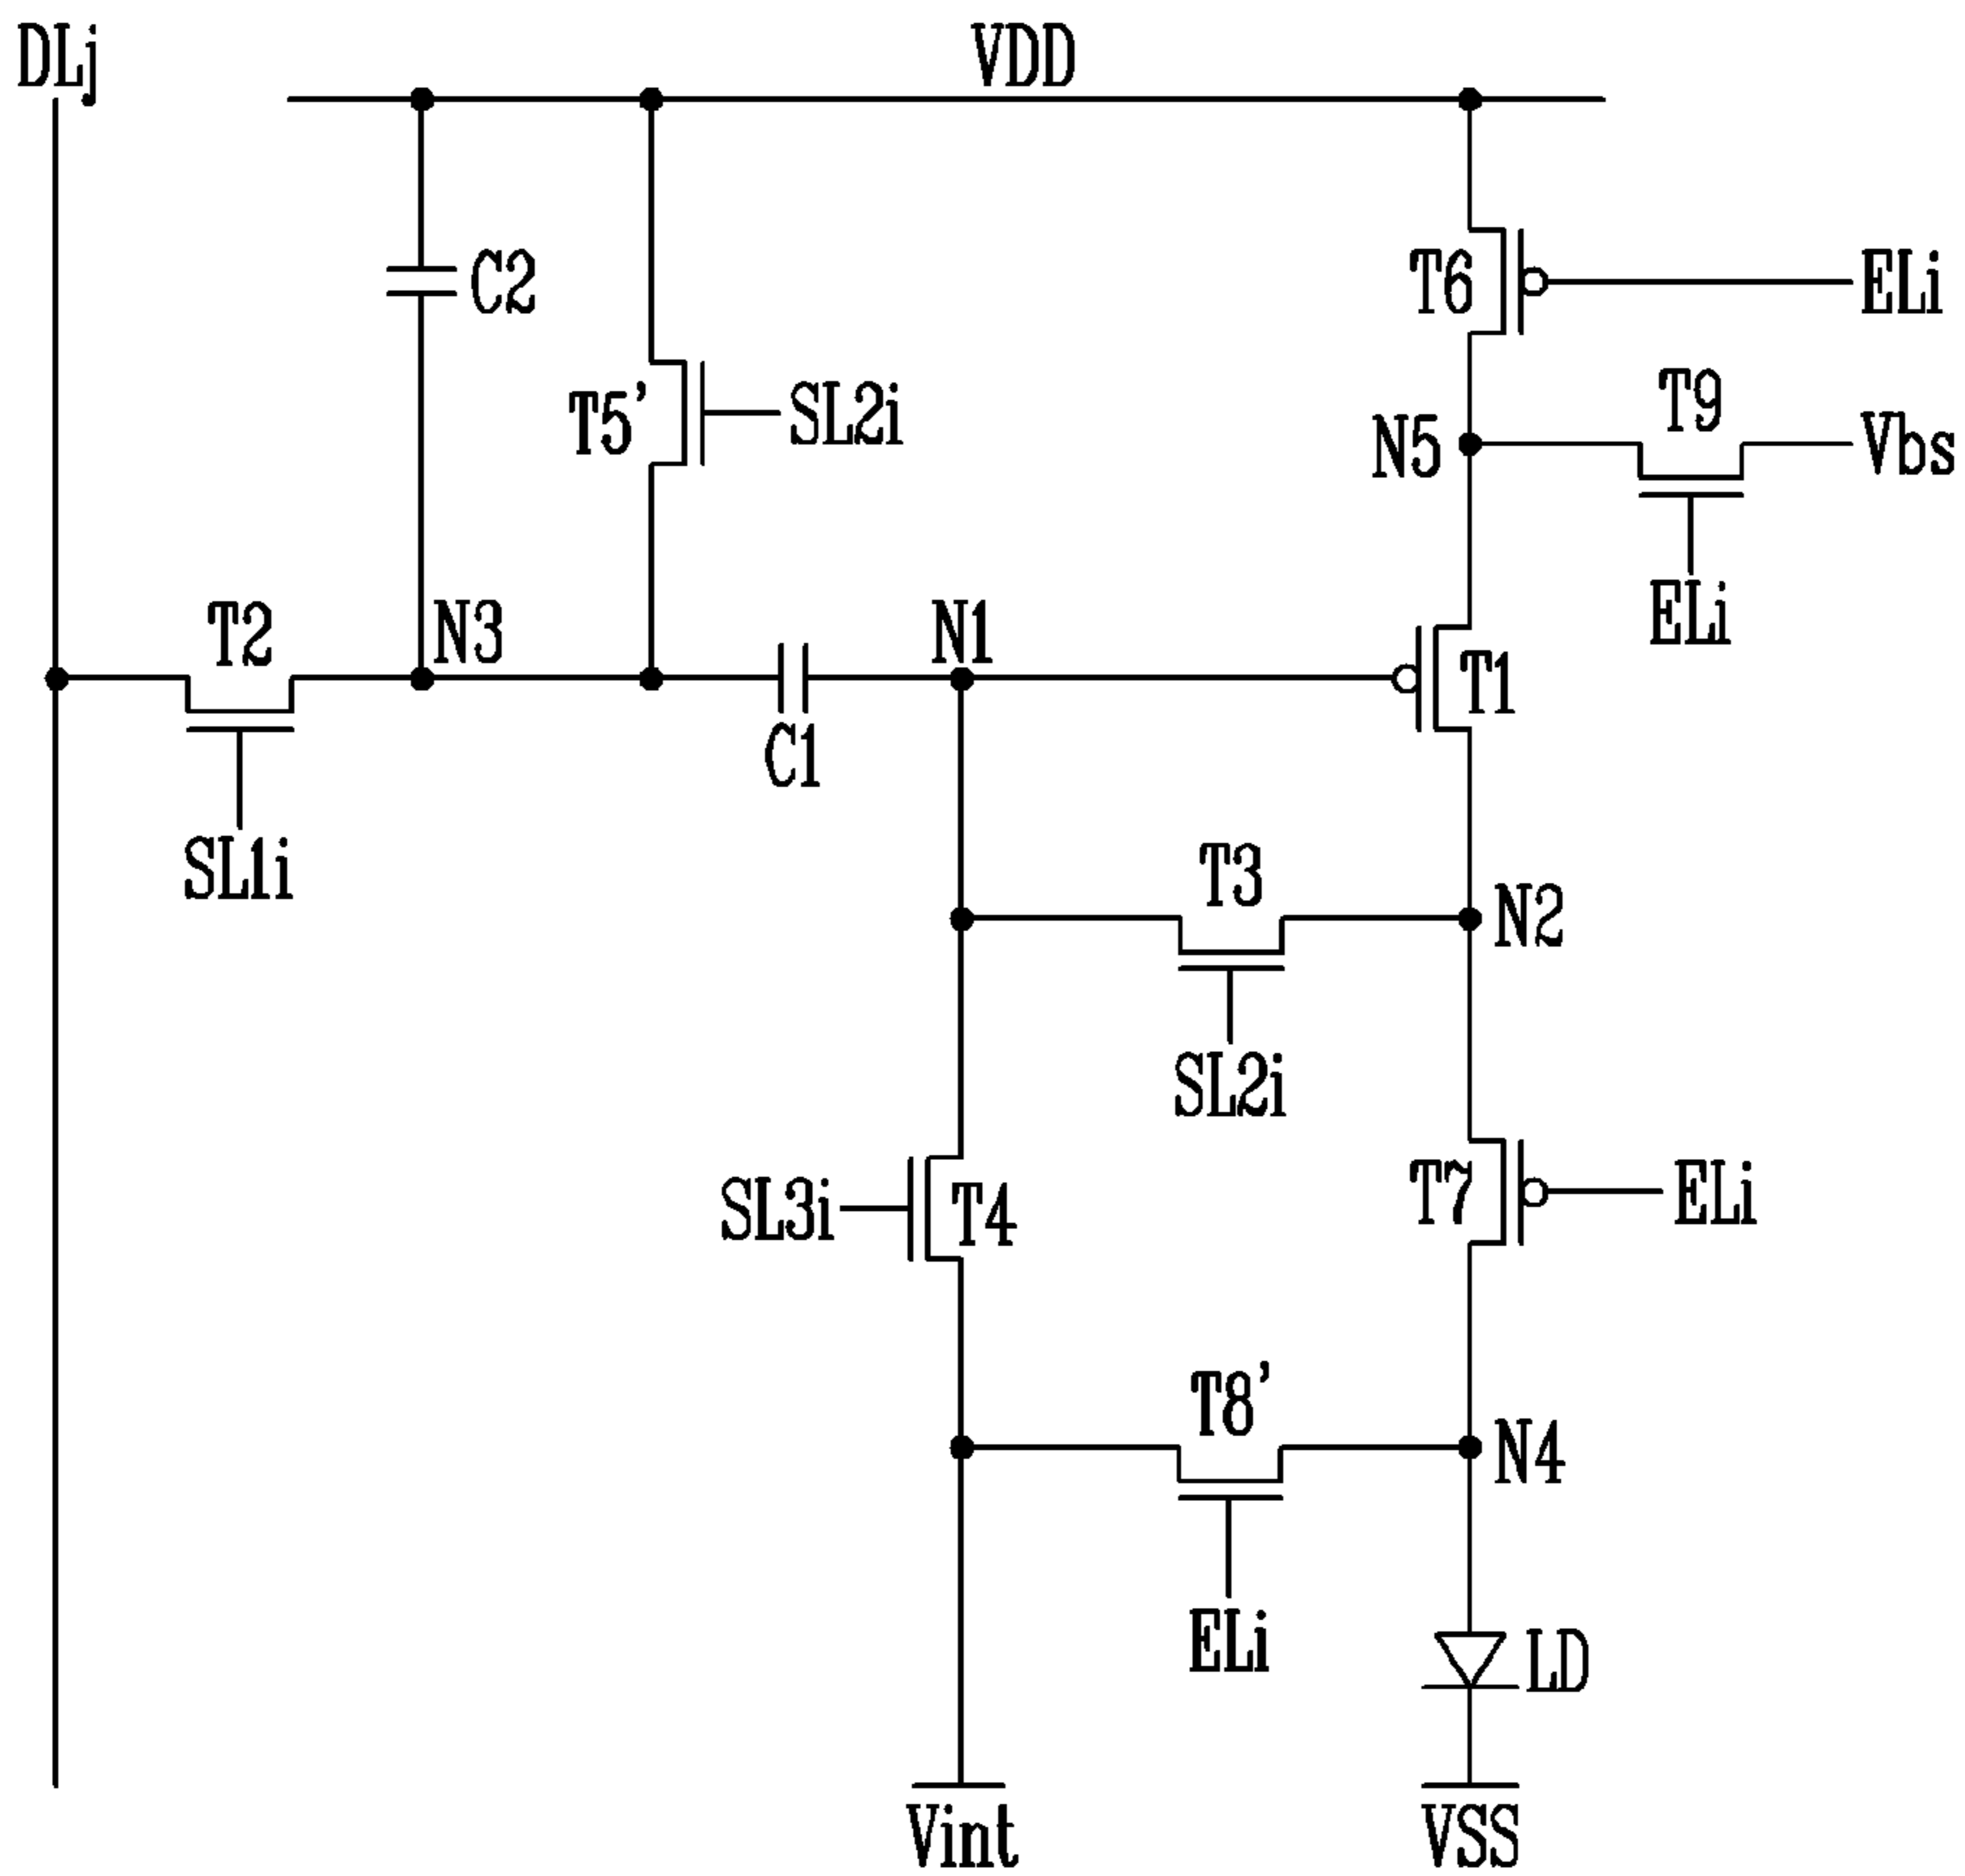 DLj
VDD
C2
T6
ELi
T5'
SL2i
T9
N5
Vbs
ELi
T2
N3
N1
T1
C1
SL1i
T3
N2
SL2i
SL3i
T4
T7
ELi
T8'
N4
ELi
LD
Vint
VSS